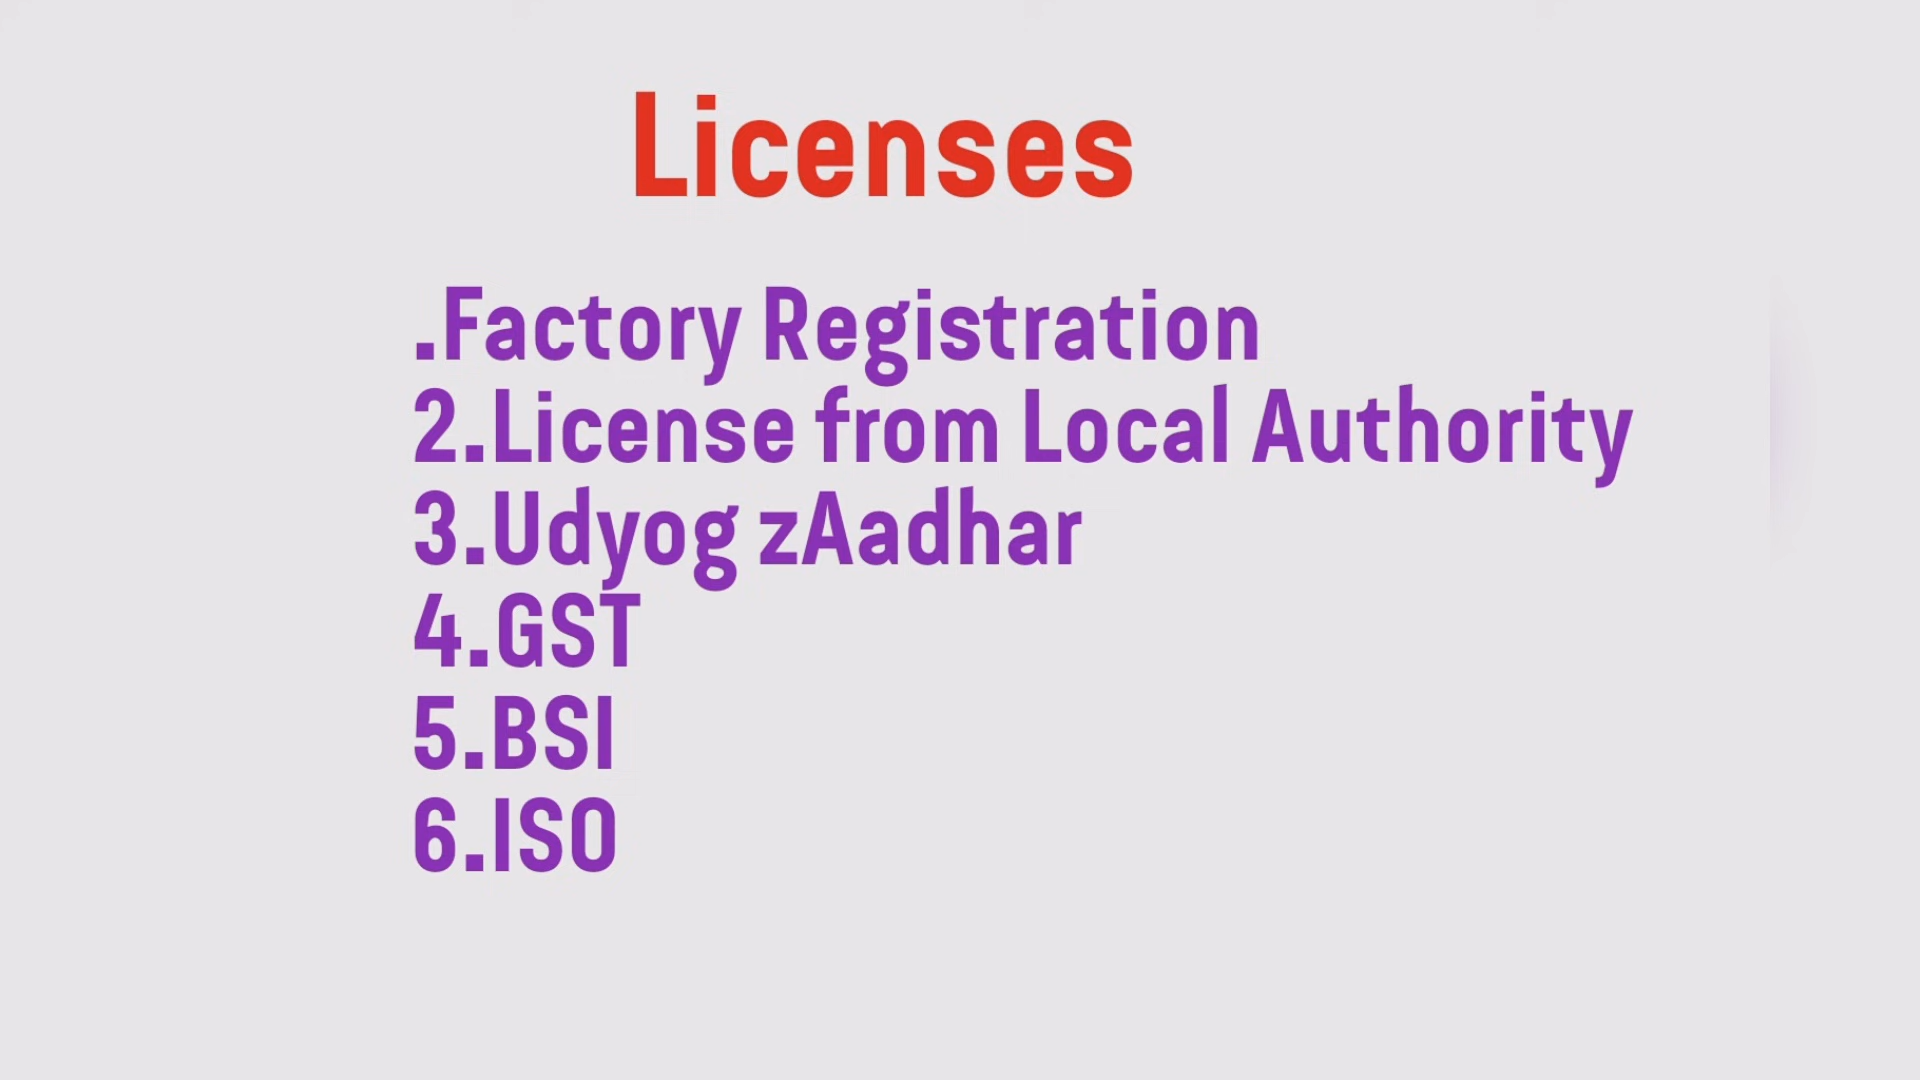 Licenses
.Factory Registration
2.License from Local Authority
3.Udyog zAadhar
4.GST
5.BSI
6.ISO